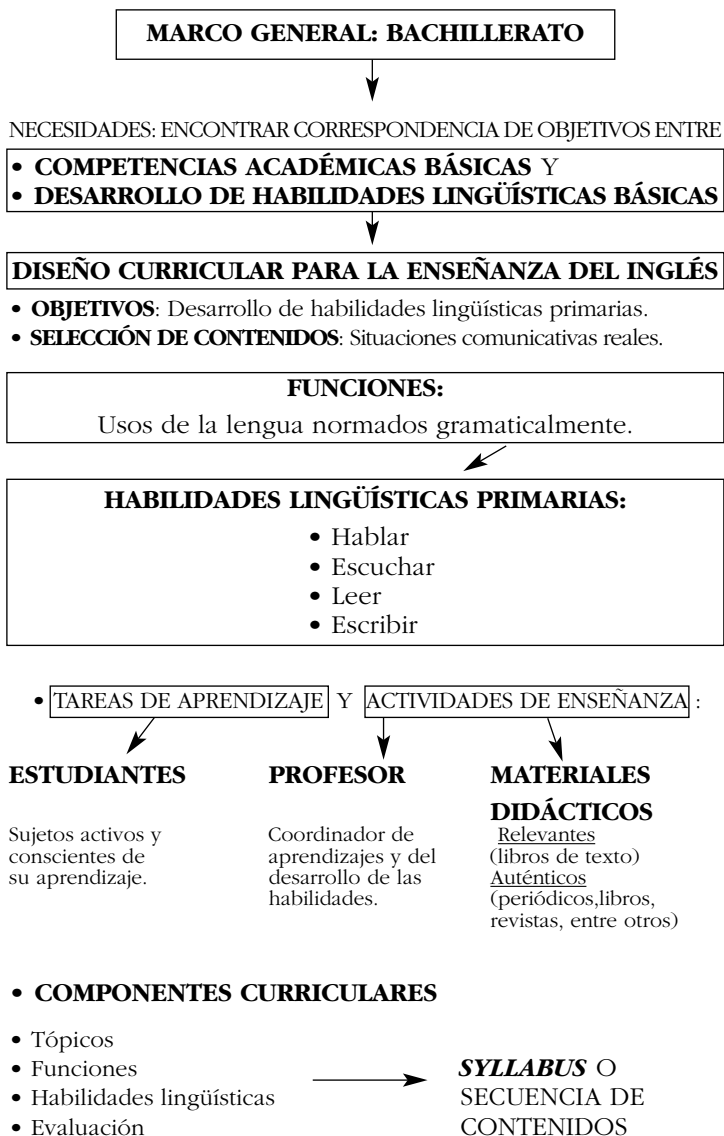 MARCO GENERAL: BACHILLERATO
NECESIDADES: ENCONTRAR CORRESPONDENCIA DE OBJETIVOS ENTRE
• COMPETENCIAS ACADÉMICAS BÁSICAS Y
• DESARROLLO DE HABILIDADES LINGÜÍSTICAS BÁSICAS
DISEÑO CURRICULAR PARA LA ENSEÑANZA DEL INGLÉS
• OBJETIVOS: Desarrollo de habilidades lingüísticas primarias.
• SELECCIÓN DE CONTENIDOS: Situaciones comunicativas reales.
FUNCIONES:
Usos de la lengua normados gramaticalmente.
HABILIDADES LINGÜÍSTICAS PRIMARIAS:
• Hablar
• Escuchar
• Leer
• Escribir
• TAREAS DE APRENDIZAJE Y ACTIVIDADES DE ENSEÑANZA :
ESTUDIANTES
Sujetos activos y
conscientes de
su aprendizaje.
PROFESOR
Coordinador de
aprendizajes y del
desarrollo de las
habilidades.
MATERIALES
DIDÁCTICOS
Relevantes
(libros de texto)
Auténticos
(periódicos,libros,
revistas, entre otros)
• COMPONENTES CURRICULARES
• Tópicos
• Funciones
• Habilidades lingüísticas
• Evaluación
SYLLABUS O
SECUENCIA DE
CONTENIDOS